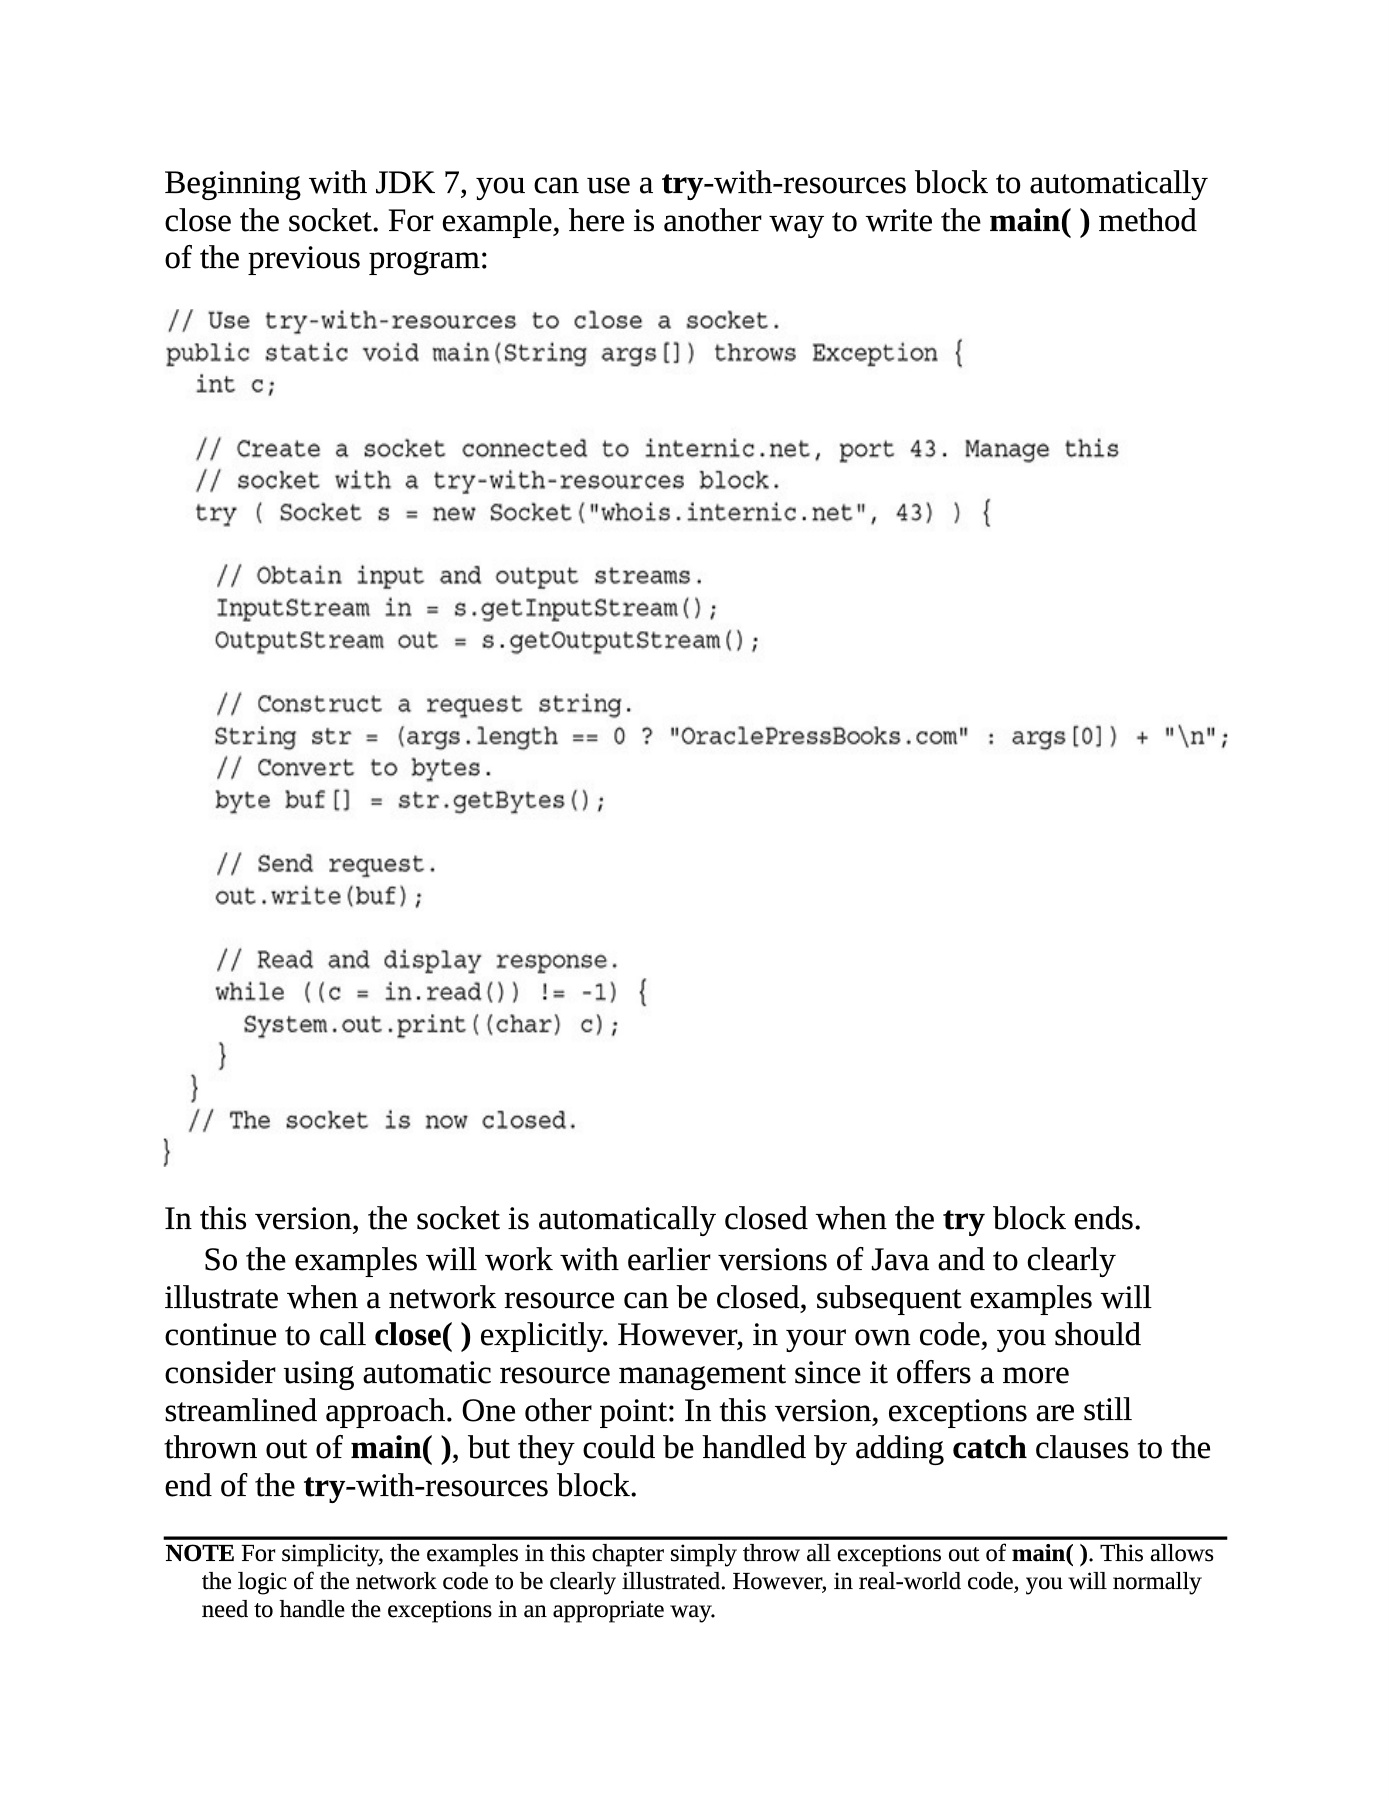 Beginning with JDK 7, you can use a try-with-resources block to automatically
close the socket. For example, here is another way to write the main( ) method
of the previous program:
// Use try-with-resources to close a socket.
public static void main(String args[]) throws Exception {
  int c;

  // Create a socket connected to internic.net, port 43. Manage this
  // socket with a try-with-resources block.
  try ( Socket s = new Socket("whois.internic.net", 43) ) {

    // Obtain input and output streams.
    InputStream in = s.getInputStream();
    OutputStream out = s.getOutputStream();

    // Construct a request string.
    String str = (args.length == 0 ? "OraclePressBooks.com" : args[0]) + "\n";
    // Convert to bytes.
    byte buf[] = str.getBytes();

    // Send request.
    out.write(buf);

    // Read and display response.
    while ((c = in.read()) != -1) {
      System.out.print((char) c);
    }
  }
  // The socket is now closed.
}
In this version, the socket is automatically closed when the try block ends.
So the examples will work with earlier versions of Java and to clearly
illustrate when a network resource can be closed, subsequent examples will
continue to call close( ) explicitly. However, in your own code, you should
consider using automatic resource management since it offers a more
streamlined approach. One other point: In this version, exceptions are still
thrown out of main( ), but they could be handled by adding catch clauses to the
end of the try-with-resources block.
NOTE For simplicity, the examples in this chapter simply throw all exceptions out of main( ). This allows
the logic of the network code to be clearly illustrated. However, in real-world code, you will normally
need to handle the exceptions in an appropriate way.